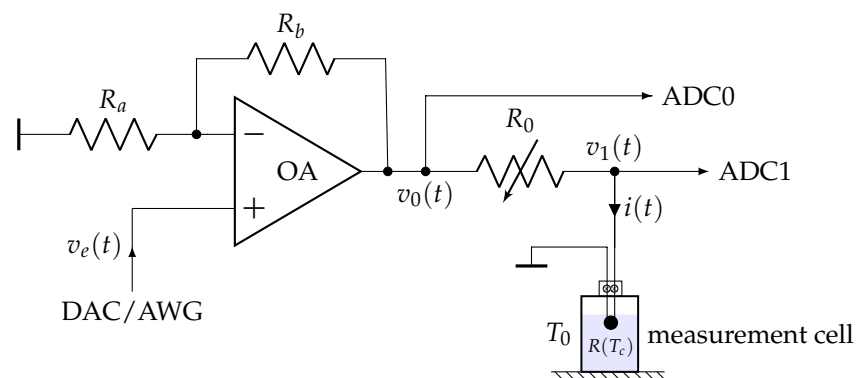 R_b
R_a
ADC0
R_0
−
OA
v_1(t)
ADC1
v_0(t)
+
i(t)
v_e(t)
DAC/AWG
T_0
R(T_c)
measurement cell